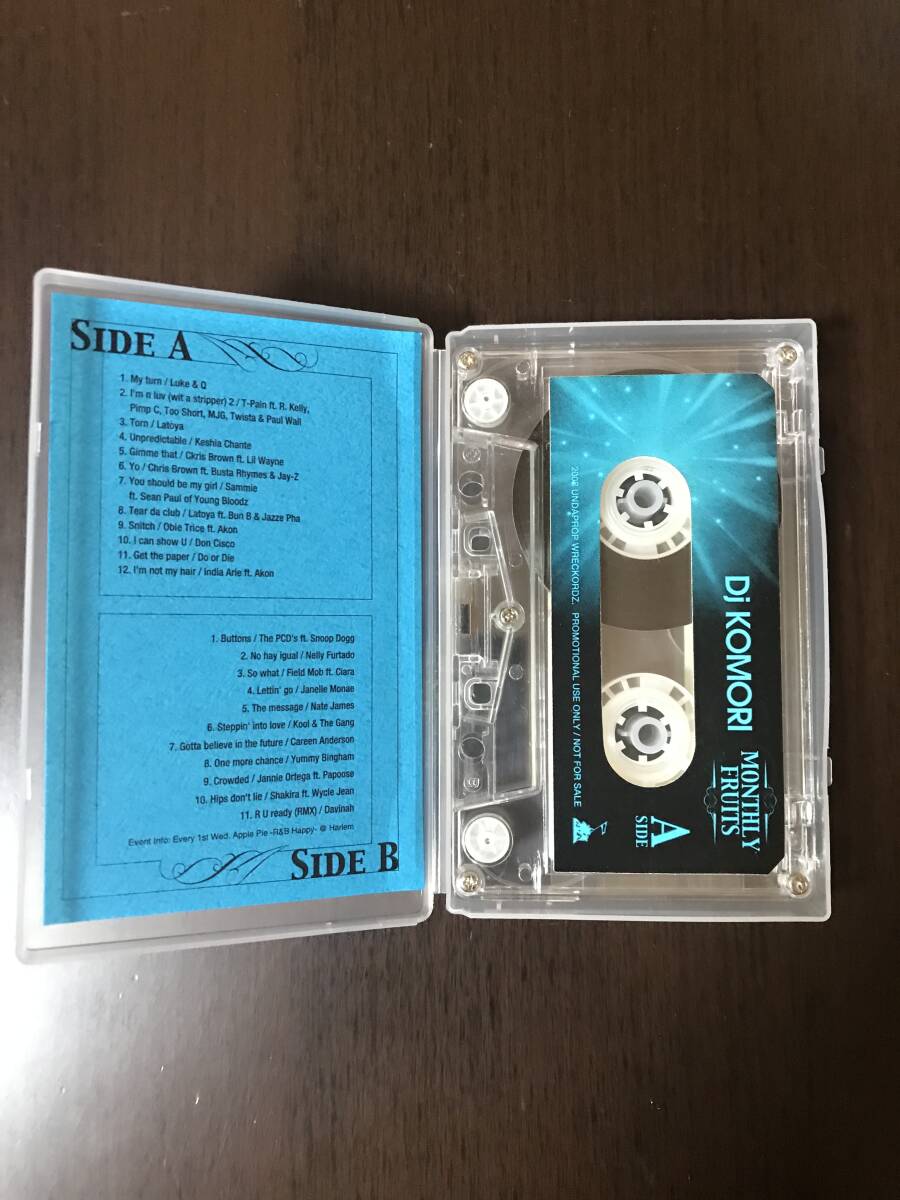 SIDE A
1. My turn / Luke & Q
2. I'm n luv (wit a stripper) 2 / T-Pain ft. R. Kelly,
Pimp C, Too Short, MJG, Twista & Paul Wall
3. Torn / Latoya
4. Unpredictable / Keshia Chante
5. Gimme that / Ckris Brown ft. Lil Wayne
6. Yo / Chris Brown ft. Busta Rhymes & Jay-Z
7. You should be my girl / Sammie
ft. Sean Paul of Young Bloodz
8. Tear da club / Latoya ft. Bun B & Jazze Pha
9. Snitch / Obie Trice ft. Akon
10. I can show U / Don Cisco
11. Get the paper / Do or Die
12. I'm not my hair / India Arie ft. Akon
1. Buttons / The PCD's ft. Snoop Dogg
2. No hay igual / Nelly Furtado
3. So what / Field Mob ft. Ciara
4. Lettin' go / Janelle Monae
5. The message / Nate James
6. Steppin' into love / Kool & The Gang
7. Gotta believe in the future / Careen Anderson
8. One more chance / Yummy Bingham
9. Crowded / Jannie Ortega ft. Papoose
10. Hips don't lie / Shakira ft. Wycle Jean
11. R U ready (RMX) / Davinah
Event Info: Every 1st Wed. Apple Pie -R&B Happy- @ Harlem
SIDE B
Dj KOMORI
MONTHLY
FRUITS
A
SIDE
2006 UNDAPROP WRECKORDZ. PROMOTIONAL USE ONLY / NOT FOR SALE
B